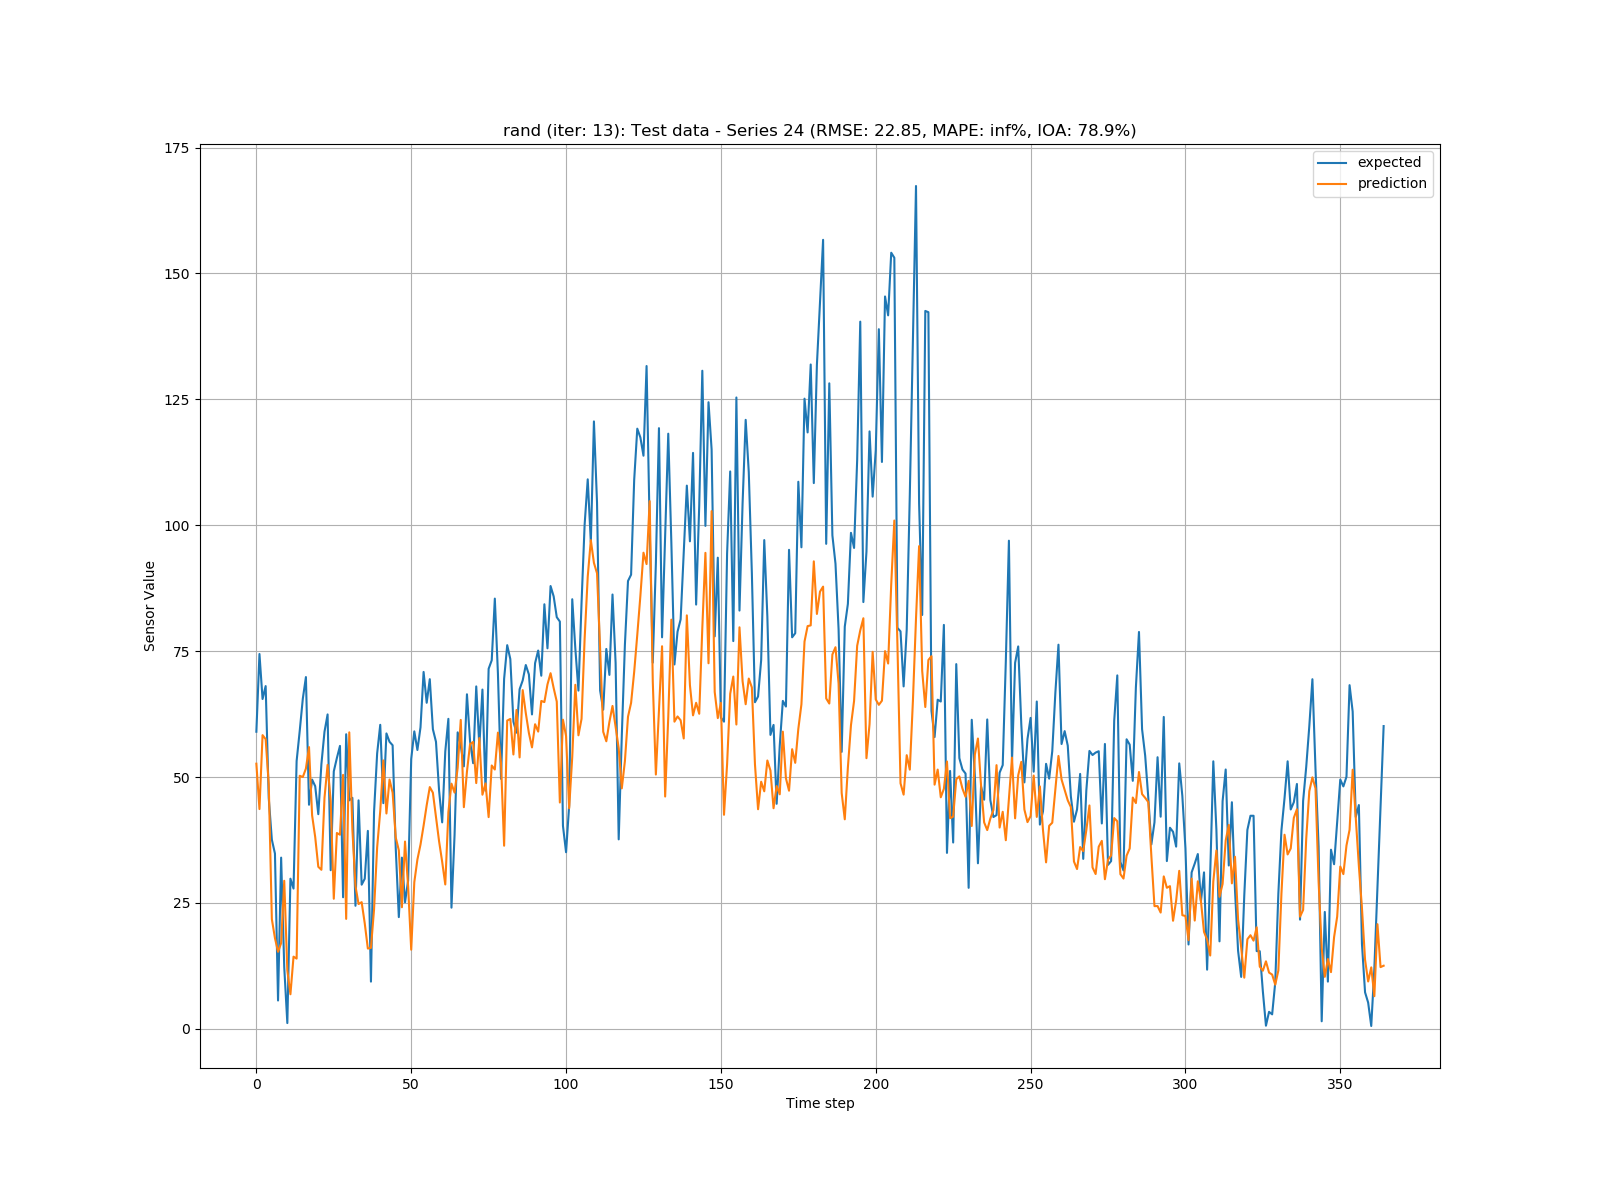 rand (iter: 13): Test data - Series 24 (RMSE: 22.85, MAPE: inf%, IOA: 78.9%)
expected
prediction
175
150
125
100
75
50
25
0
Sensor Value
0 50 100 150 200 250 300 350
Time step